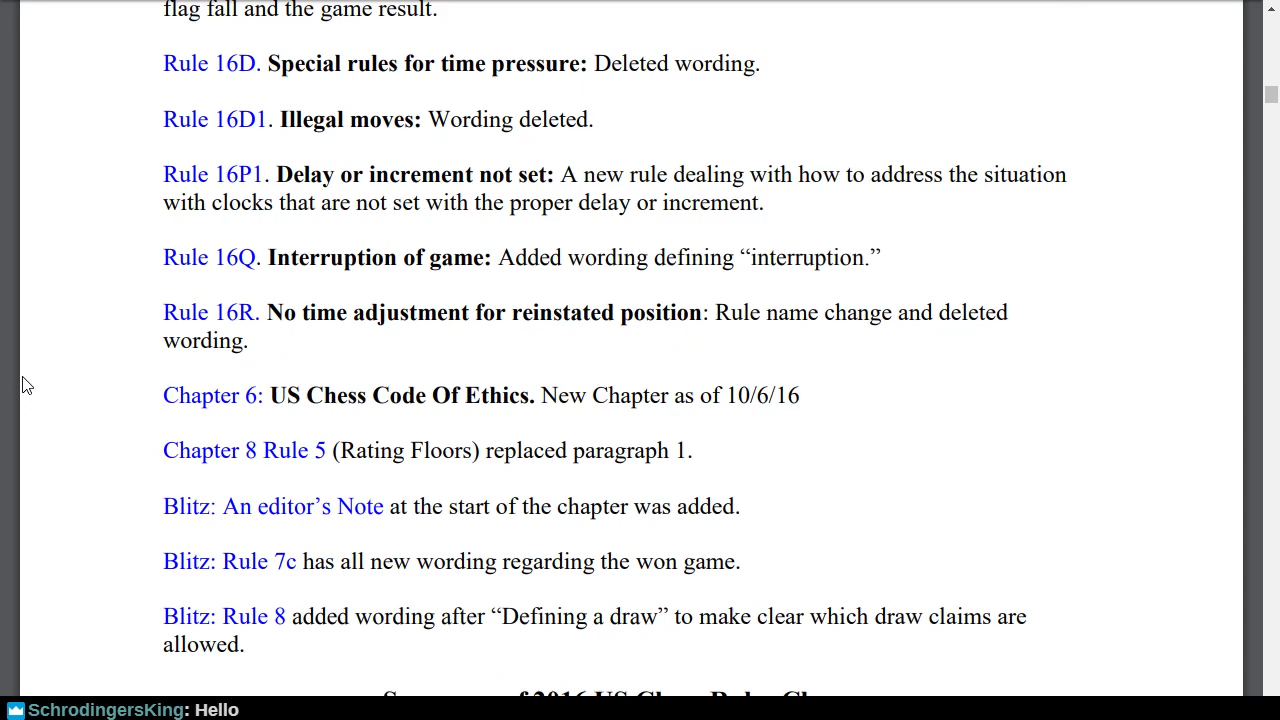 flag fall and the game result.
Rule 16D. Special rules for time pressure: Deleted wording.
Rule 16D1. Illegal moves: Wording deleted.
Rule 16P1. Delay or increment not set: A new rule dealing with how to address the situation
with clocks that are not set with the proper delay or increment.
Rule 16Q. Interruption of game: Added wording defining “interruption.”
Rule 16R. No time adjustment for reinstated position: Rule name change and deleted
wording.
Chapter 6: US Chess Code Of Ethics. New Chapter as of 10/6/16
Chapter 8 Rule 5 (Rating Floors) replaced paragraph 1.
Blitz: An editor’s Note at the start of the chapter was added.
Blitz: Rule 7c has all new wording regarding the won game.
Blitz: Rule 8 added wording after “Defining a draw” to make clear which draw claims are
allowed.
of 2016 US Chess
SchrodingersKing: Hello